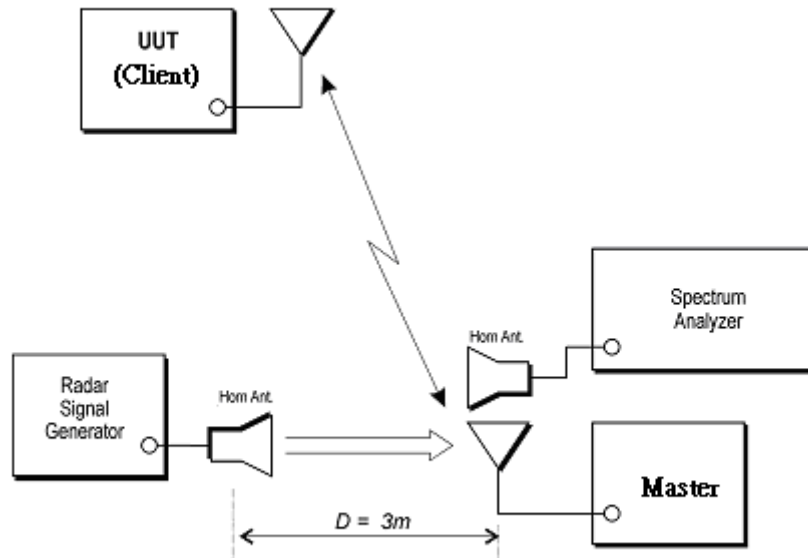 UUT
(Client)
Spectrum
Analyzer
Horn Ant.
Radar
Signal
Generator
Horn Ant.
Master
D = 3m